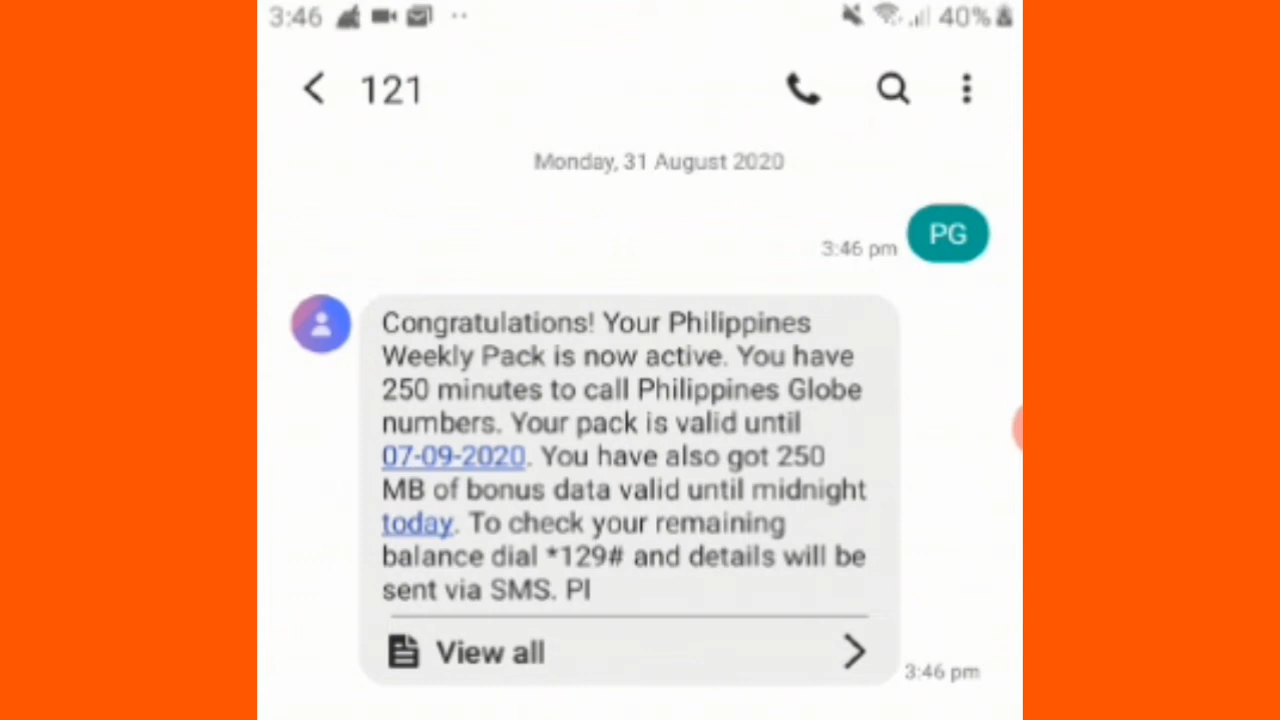 3:46 40%
121
Monday, 31 August 2020
PG
3:46 pm
Congratulations! Your Philippines
Weekly Pack is now active. You have
250 minutes to call Philippines Globe
numbers. Your pack is valid until
07-09-2020. You have also got 250
MB of bonus data valid until midnight
today. To check your remaining
balance dial *129# and details will be
sent via SMS. Pl
View all
3:46 pm